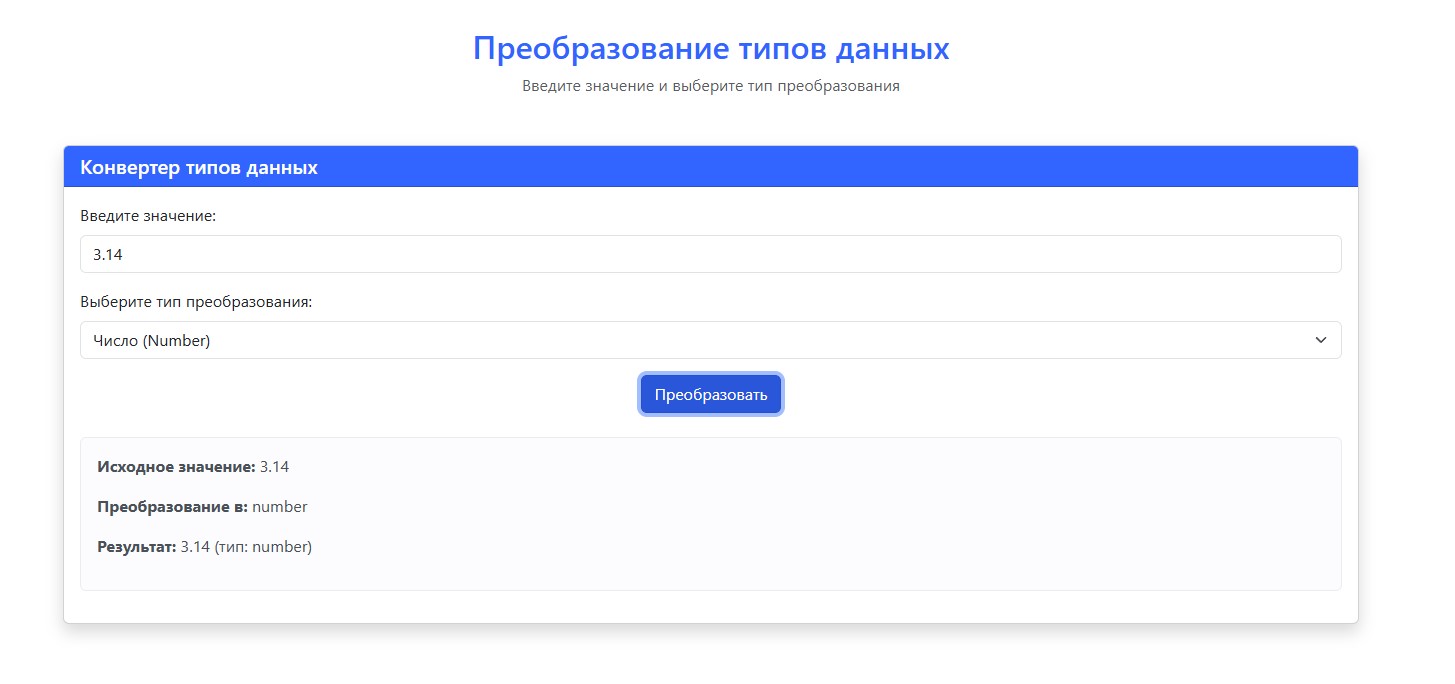 Преобразование типов данных
Введите значение и выберите тип преобразования
Конвертер типов данных
Введите значение:
3.14
Выберите тип преобразования:
Число (Number)
Преобразовать
Исходное значение: 3.14
Преобразование в: number
Результат: 3.14 (тип: number)